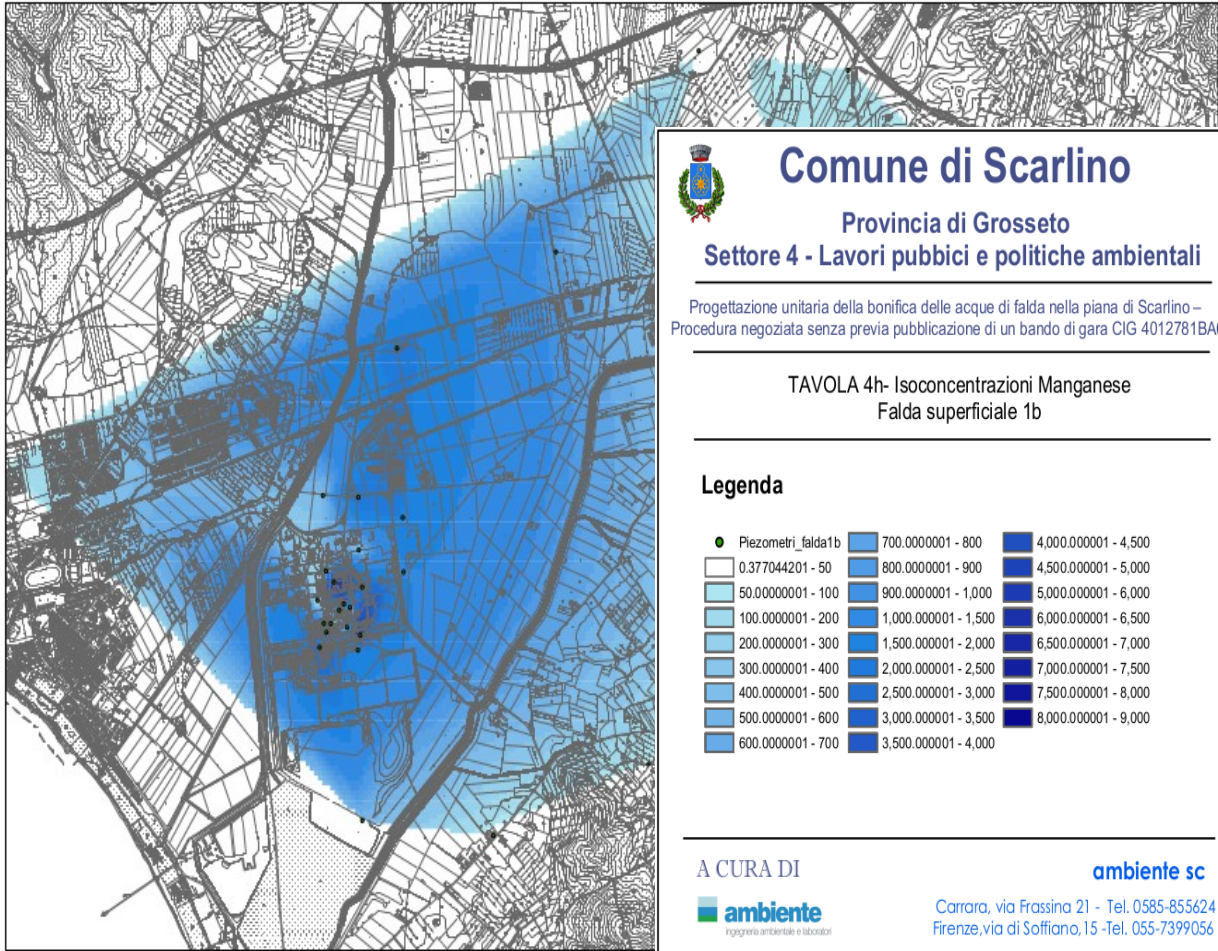 Comune di Scarlino
Provincia di Grosseto
Settore 4 - Lavori pubbici e politiche ambientali
Progettazione unitaria della bonifica delle acque di falda nella piana di Scarlino –
Procedura negoziata senza previa pubblicazione di un bando di gara CIG 4012781BA
TAVOLA 4h- Isoconcentrazioni Manganese
Falda superficiale 1b
Legenda
Piezometri_falda1b
0.377044201 - 50
50.00000001 - 100
100.0000001 - 200
200.0000001 - 300
300.0000001 - 400
400.0000001 - 500
500.0000001 - 600
600.0000001 - 700
700.0000001 - 800
800.0000001 - 900
900.0000001 - 1,000
1,000.000001 - 1,500
1,500.000001 - 2,000
2,000.000001 - 2,500
2,500.000001 - 3,000
3,000.000001 - 3,500
3,500.000001 - 4,000
4,000.000001 - 4,500
4,500.000001 - 5,000
5,000.000001 - 6,000
6,000.000001 - 6,500
6,500.000001 - 7,000
7,000.000001 - 7,500
7,500.000001 - 8,000
8,000.000001 - 9,000
A CURA DI
ambiente
ingegneria ambientale e laboratori
ambiente sc
Carrara, via Frassina 21 - Tel. 0585-855624
Firenze,via di Soffiano,15 -Tel. 055-7399056